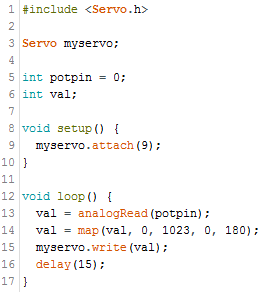 1 #include <Servo.h>
2
3 Servo myservo;
4
5 int potpin = 0;
6 int val;
7
8 void setup() {
9   myservo.attach(9);
10 }
11
12 void loop() {
13   val = analogRead(potpin);
14   val = map(val, 0, 1023, 0, 180);
15   myservo.write(val);
16   delay(15);
17 }